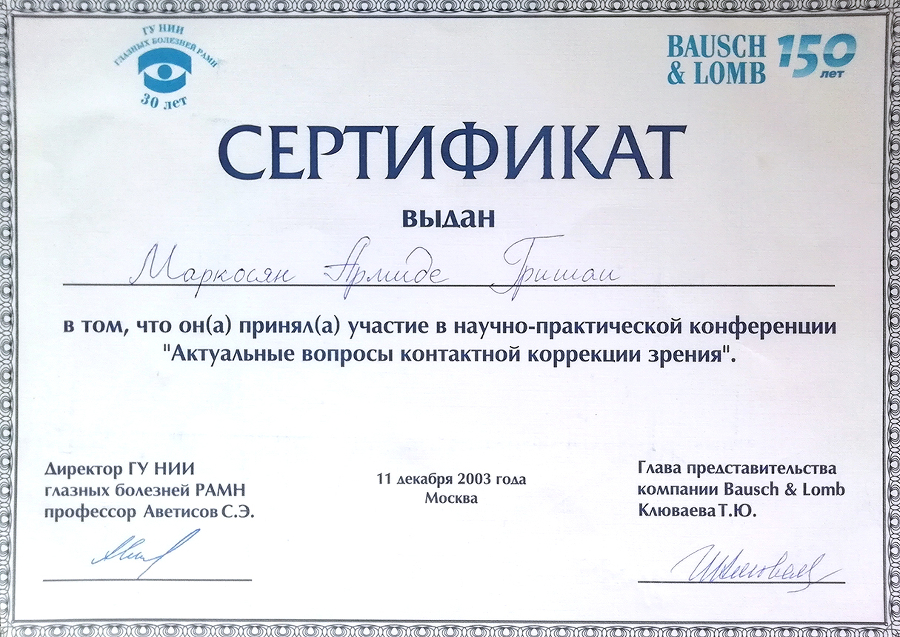 ГУ НИИ
ГЛАЗНЫХ БОЛЕЗНЕЙ РАМН
30 лет
BAUSCH
& LOMB
150
лет
СЕРТИФИКАТ
выдан
Маркосян Армиде Гришаи
в том, что он(а) принял(а) участие в научно-практической конференции
"Актуальные вопросы контактной коррекции зрения".
Директор ГУ НИИ
глазных болезней РАМН
профессор Аветисов С.Э.
11 декабря 2003 года
Москва
Глава представительства
компании Bausch & Lomb
Клюваева Т.Ю.